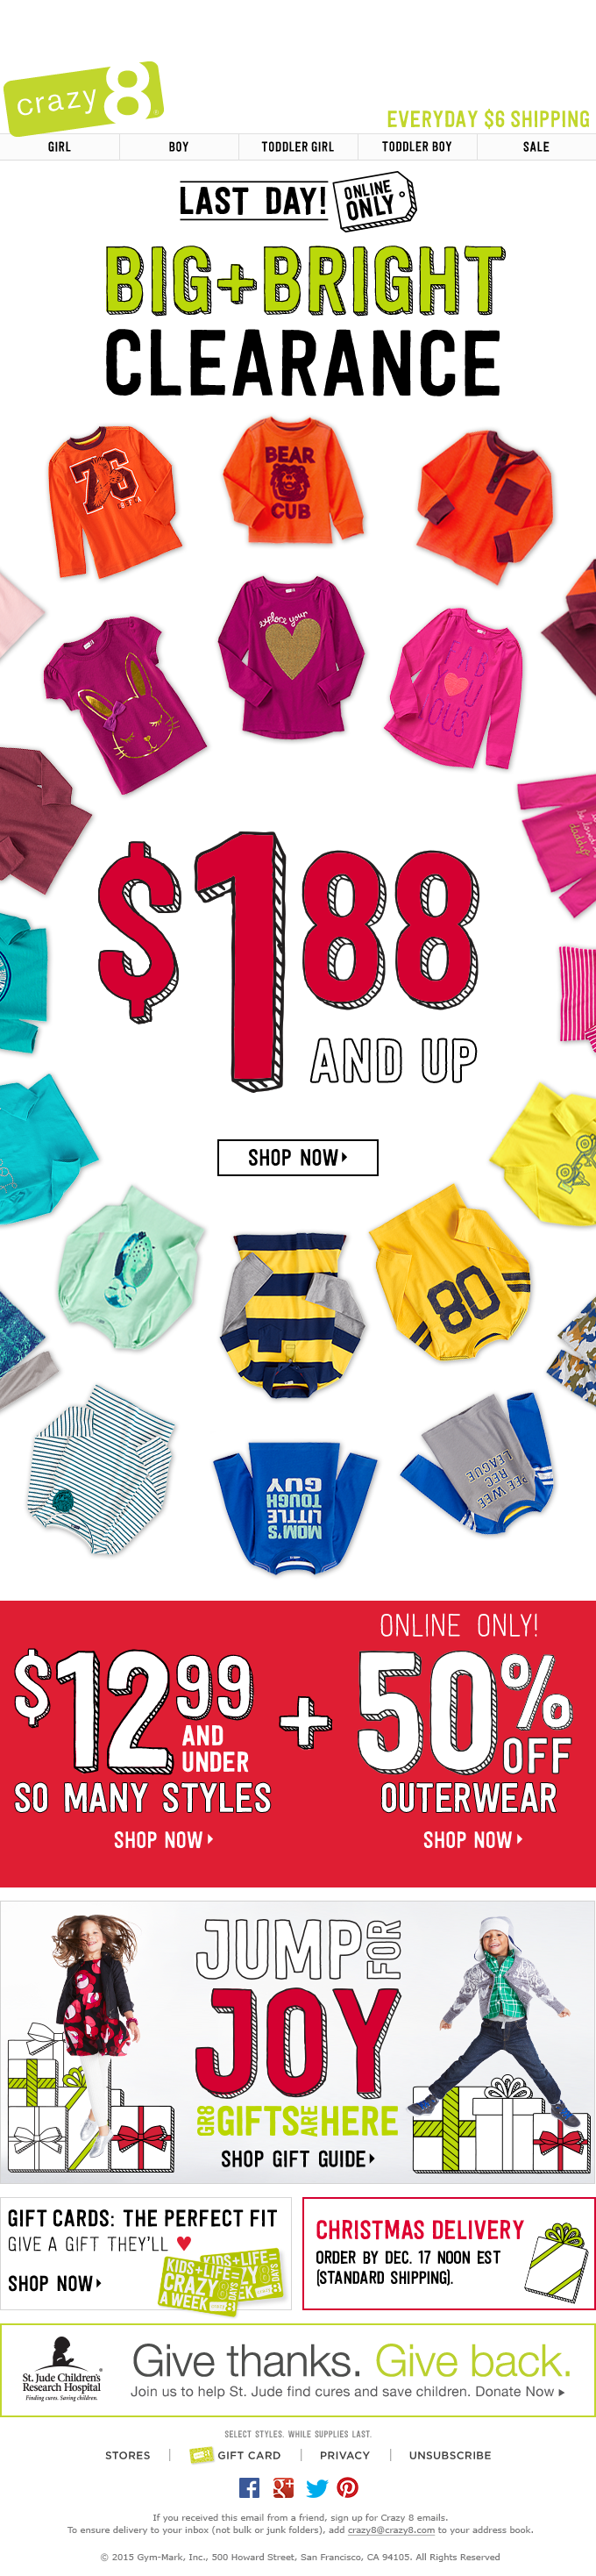 crazy 8
EVERYDAY $6 SHIPPING
GIRL BOY TODDLER GIRL TODDLER BOY SALE
LAST DAY! ONLINE ONLY
BIG+BRIGHT
CLEARANCE
76
BEAR
CUB
explore your
FAB
U
LOUS
be loves
daddy
$188
AND UP
SHOP NOW
80
MOM'S
LITTLE
TOUGH
GUY
PEE WEE
REC
LEAGUE
ONLINE ONLY!
$12.99 AND UNDER + 50% OFF
SO MANY STYLES OUTERWEAR
SHOP NOW SHOP NOW
JUMP FOR
JOY
GR8 GIFTS ARE HERE
SHOP GIFT GUIDE
GIFT CARDS: THE PERFECT FIT
GIVE A GIFT THEY'LL ♥
SHOP NOW
KIDS+LIFE
CRAZY
8 DAYS
A WEEK
CHRISTMAS DELIVERY
ORDER BY DEC. 17 NOON EST
(STANDARD SHIPPING).
St. Jude Children's
Research Hospital
Finding cures. Saving children.
Give thanks. Give back.
Join us to help St. Jude find cures and save children. Donate Now
SELECT STYLES. WHILE SUPPLIES LAST.
STORES | GIFT CARD | PRIVACY | UNSUBSCRIBE
If you received this email from a friend, sign up for Crazy 8 emails.
To ensure delivery to your inbox (not bulk or junk folders), add crazy8@crazy8.com to your address book.
© 2015 Gym-Mark, Inc., 500 Howard Street, San Francisco, CA 94105. All Rights Reserved